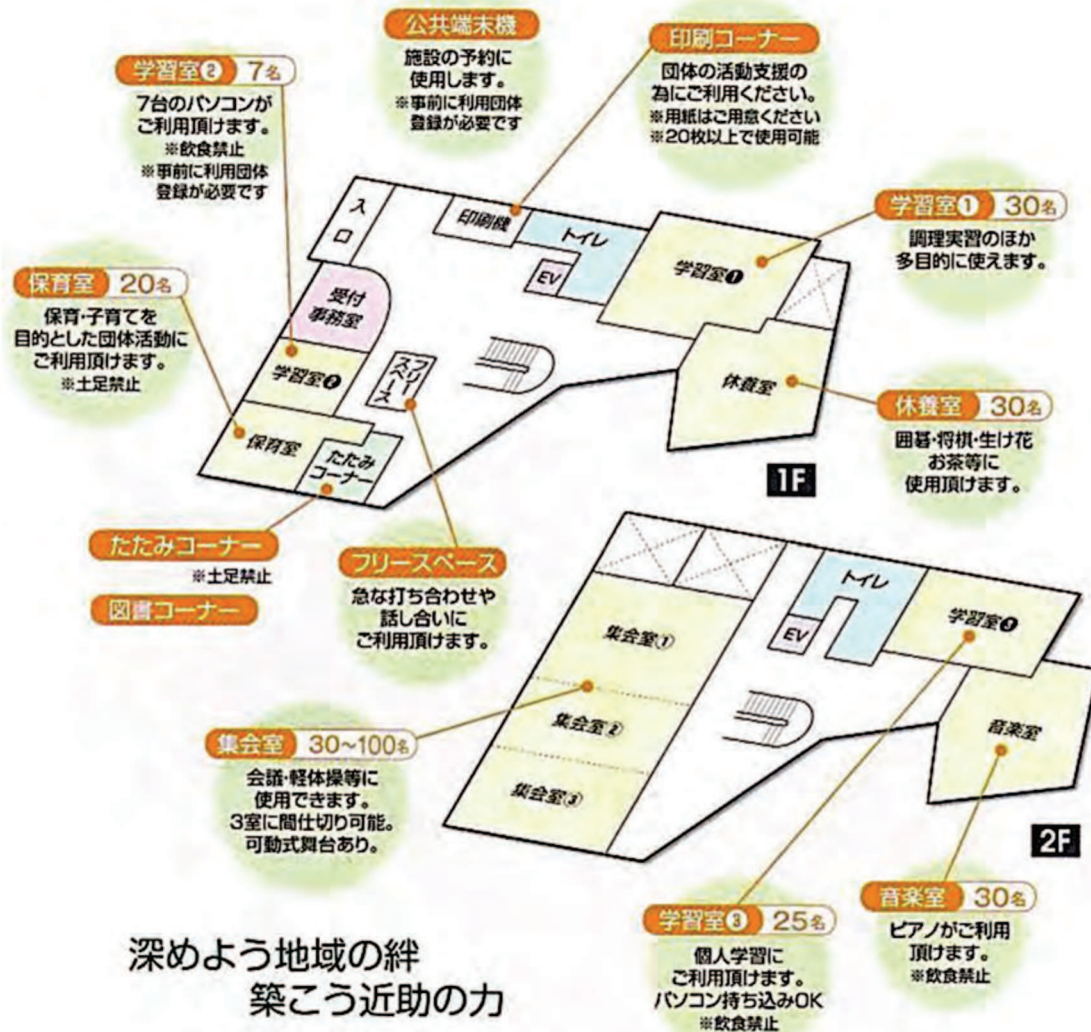 公共端末機
施設の予約に
使用します。
※事前に利用団体
登録が必要です
印刷コーナー
団体の活動支援の
為にご利用ください。
※用紙はご用意ください
※20枚以上で使用可能
学習室❷ 7名
7台のパソコンが
ご利用頂けます。
※飲食禁止
※事前に利用団体
登録が必要です
学習室❶ 30名
調理実習のほか
多目的に使えます。
保育室 20名
保育・子育てを
目的とした団体活動に
ご利用頂けます。
※土足禁止
入口
印刷機
トイレ
EV
学習室❶
受付
事務室
学習室❷
フリー
スペース
休養室
保育室
たたみ
コーナー
1F
休養室 30名
囲碁・将棋・生け花
お茶等に
使用頂けます。
たたみコーナー
※土足禁止
図書コーナー
フリースペース
急な打ち合わせや
話し合いに
ご利用頂けます。
トイレ
EV
学習室❸
集会室①
集会室②
集会室③
音楽室
2F
集会室 30〜100名
会議・軽体操等に
使用できます。
3室に間仕切り可能。
可動式舞台あり。
学習室❸ 25名
個人学習に
ご利用頂けます。
パソコン持ち込みOK
※飲食禁止
音楽室 30名
ピアノがご利用
頂けます。
※飲食禁止
深めよう地域の絆
築こう近助の力